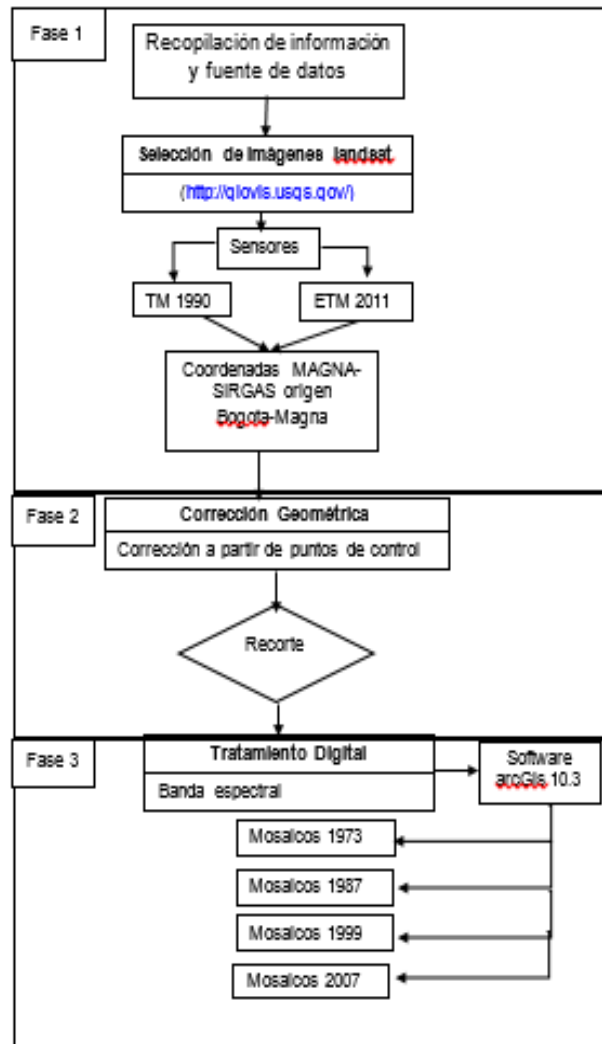 Fase 1
Recopilación de información
y fuente de datos
Selección de Imágenes landsat
(http://glovis.usgs.gov/)
Sensores
TM 1990
ETM 2011
Coordenadas MAGNA-
SIRGAS origen
Bogota-Magna
Fase 2
Corrección Geométrica
Corrección a partir de puntos de control
Recorte
Fase 3
Tratamiento Digital
Banda espectral
Software
arcGis 10.3
Mosaicos 1973
Mosaicos 1987
Mosaicos 1999
Mosaicos 2007